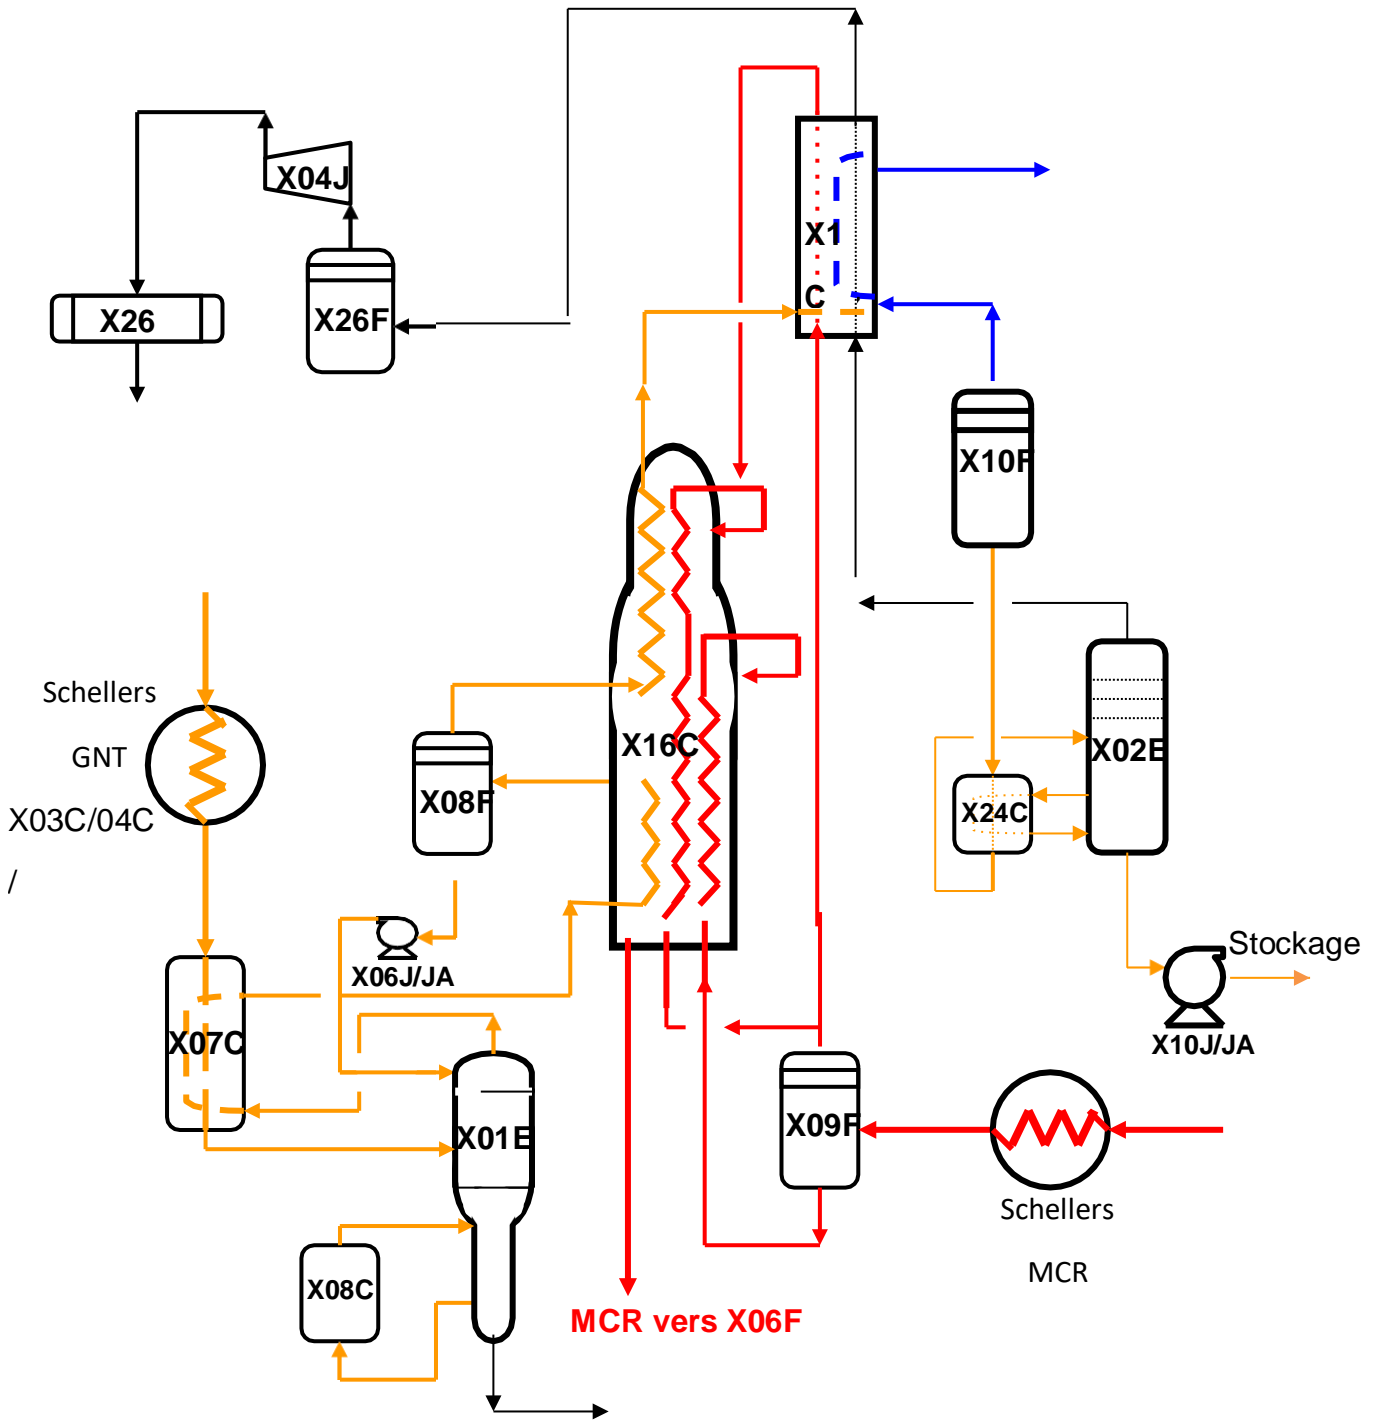 X04J
X1
C
X26
X26F
X10F
Schellers
GNT
X03C/04C
/
X16C
X08F
X02E
X24C
X06J/JA
Stockage
X10J/JA
X07C
X01E
X09F
Schellers
MCR
X08C
MCR vers X06F